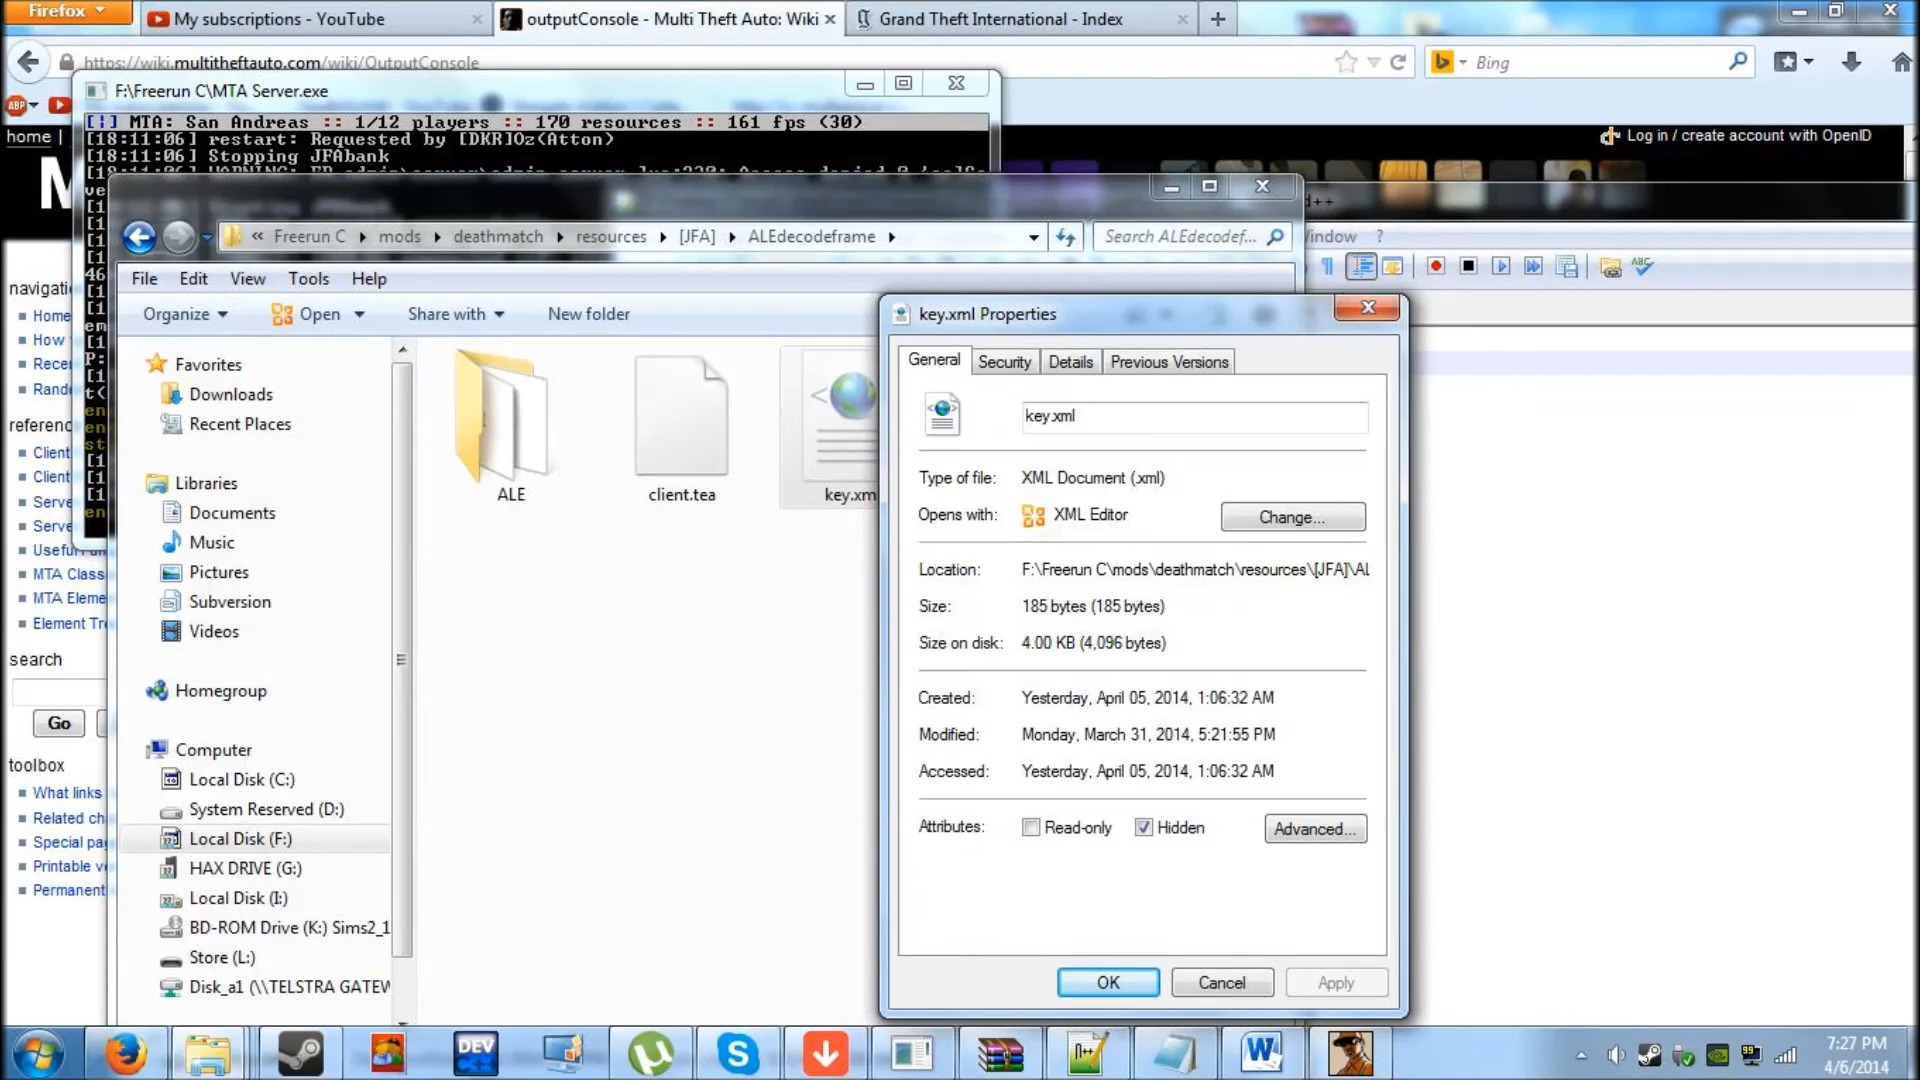 Firefox
My subscriptions - YouTube
outputConsole - Multi Theft Auto: Wiki
Grand Theft International - Index
https://wiki.multitheftauto.com/wiki/OutputConsole
Bing
ABP
F:\Freerun C\MTA Server.exe
home |
Log in / create account with OpenID
MTA: San Andreas :: 1/12 players :: 170 resources :: 161 fps (30)
[18:11:06] restart: Requested by [DKR]Oz(Atton)
[18:11:06] Stopping JFAbank
Freerun C
mods
deathmatch
resources
[JFA]
ALEdecodeframe
Search ALEdecodef...
d++
Window ?
File
Edit
View
Tools
Help
Organize
Open
Share with
New folder
Favorites
Downloads
Recent Places
Libraries
Documents
Music
Pictures
Subversion
Videos
Homegroup
Computer
Local Disk (C:)
System Reserved (D:)
Local Disk (F:)
HAX DRIVE (G:)
Local Disk (I:)
BD-ROM Drive (K:) Sims2_1
Store (L:)
Disk_a1 (\\TELSTRA GATEW
ALE
client.tea
key.xm
key.xml Properties
General
Security
Details
Previous Versions
key.xml
Type of file: XML Document (.xml)
Opens with: XML Editor
Change...
Location: F:\Freerun C\mods\deathmatch\resources\[JFA]\AL
Size: 185 bytes (185 bytes)
Size on disk: 4.00 KB (4,096 bytes)
Created: Yesterday, April 05, 2014, 1:06:32 AM
Modified: Monday, March 31, 2014, 5:21:55 PM
Accessed: Yesterday, April 05, 2014, 1:06:32 AM
Attributes: Read-only Hidden
Advanced...
OK
Cancel
Apply
navigati
Home
How
Recen
Rand
referenc
Client
Client
Serve
Serve
Useful
MTA Class
MTA Eleme
Element Tre
search
Go
toolbox
What links
Related ch
Special pag
Printable ve
Permanent
DEV
7:27 PM
4/6/2014